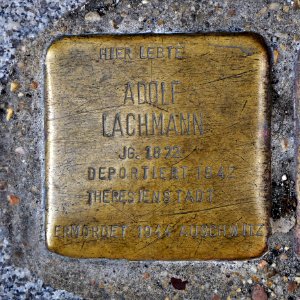 HIER LEBTE
ADOLF
LACHMANN
JG. 1872
DEPORTIERT 1942
THERESIENSTADT
ERMORDET 1944 AUSCHWITZ